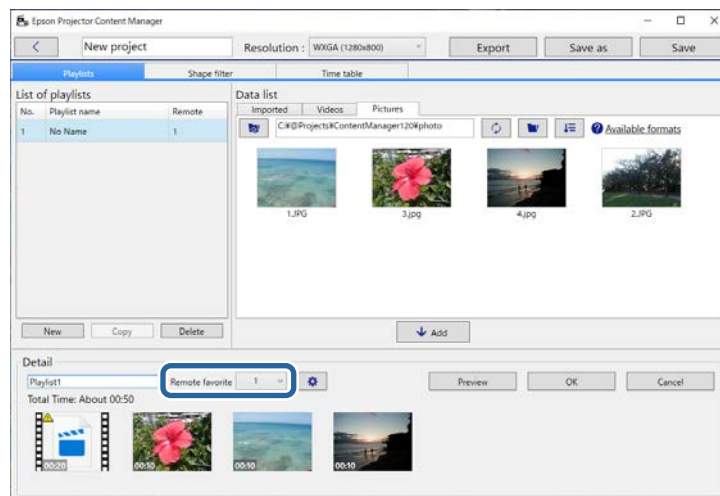 Epson Projector Content Manager
New project Resolution : WXGA (1280x800) Export Save as Save
Playlists Shape filter Time table
List of playlists
No. Playlist name Remote
1 No Name 1
New Copy Delete
Data list
Imported Videos Pictures
C:¥@Projects¥ContentManager120¥photo ? Available formats
1.JPG 3.jpg 4.jpg 2.JPG
Add
Detail
Playlist1 Remote favorite 1 Preview OK Cancel
Total Time: About 00:50
00:20 00:10 00:10 00:10